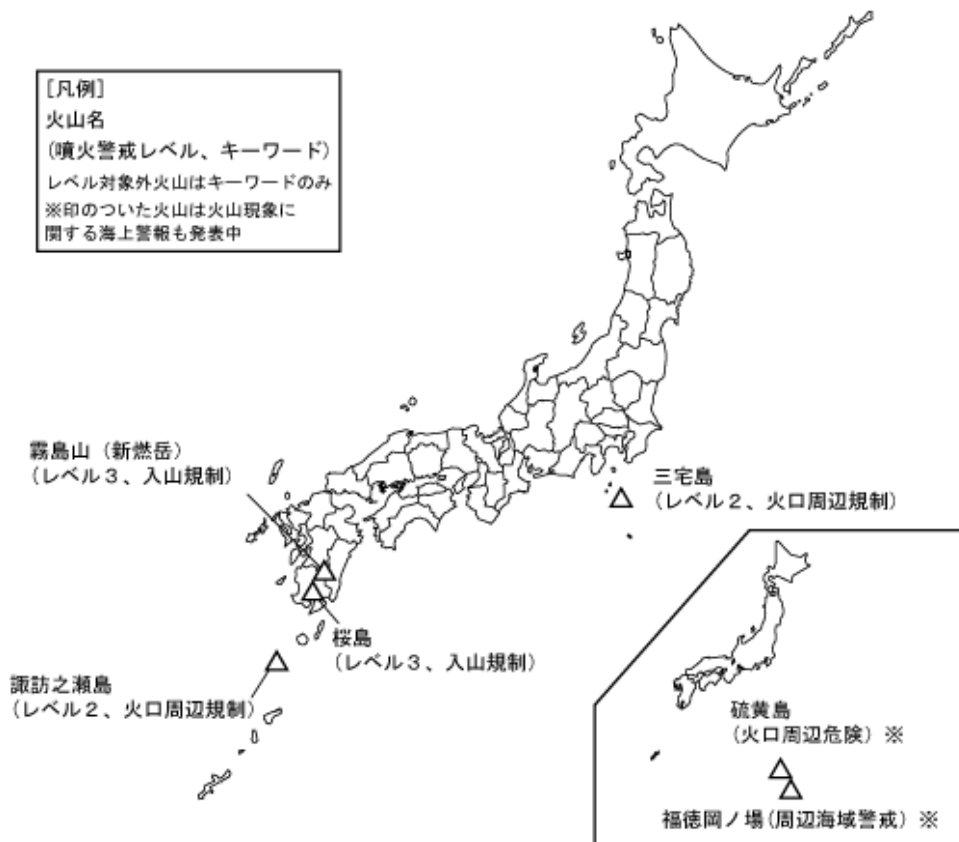 [凡例]
火山名
(噴火警戒レベル、キーワード)
レベル対象外火山はキーワードのみ
※印のついた火山は火山現象に
関する海上警報も発表中
霧島山（新燃岳）
（レベル３、入山規制）
三宅島
（レベル２、火口周辺規制）
桜島
（レベル３、入山規制）
諏訪之瀬島
（レベル２、火口周辺規制）
硫黄島
(火口周辺危険）※
福徳岡ノ場(周辺海域警戒）※